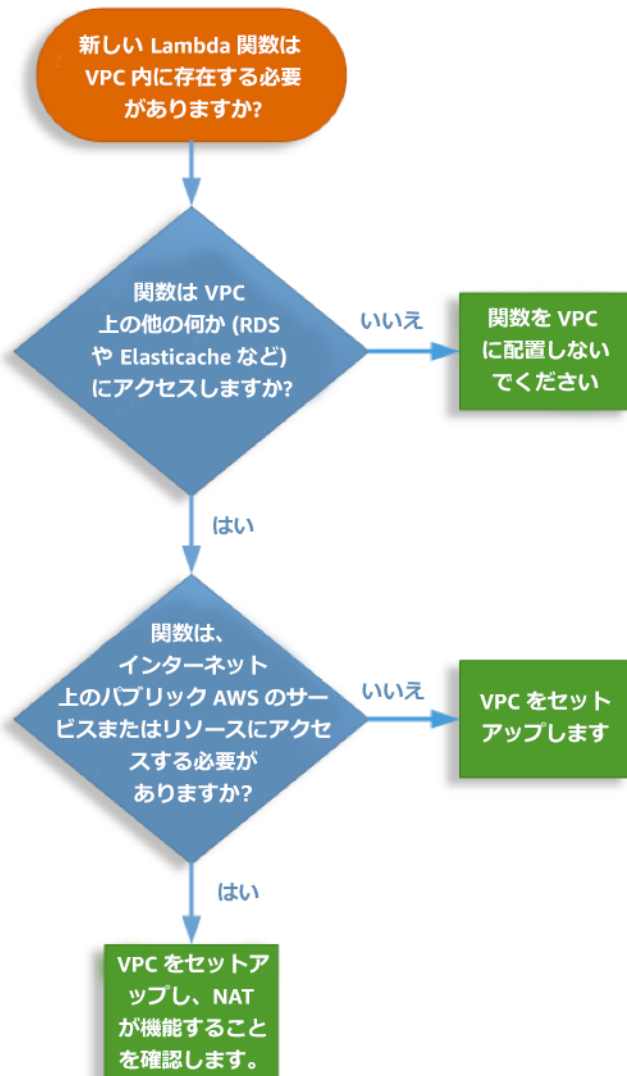 新しい Lambda 関数は
VPC 内に存在する必要
がありますか?
関数は VPC
上の他の何か (RDS
や Elasticache など)
にアクセスしますか?
いいえ
関数を VPC
に配置しない
でください
はい
関数は、
インターネット
上のパブリック AWS のサー
ビスまたはリソースにアクセ
スする必要が
ありますか?
いいえ
VPC をセット
アップします
はい
VPC をセットア
ップし、NAT
が機能すること
を確認します。